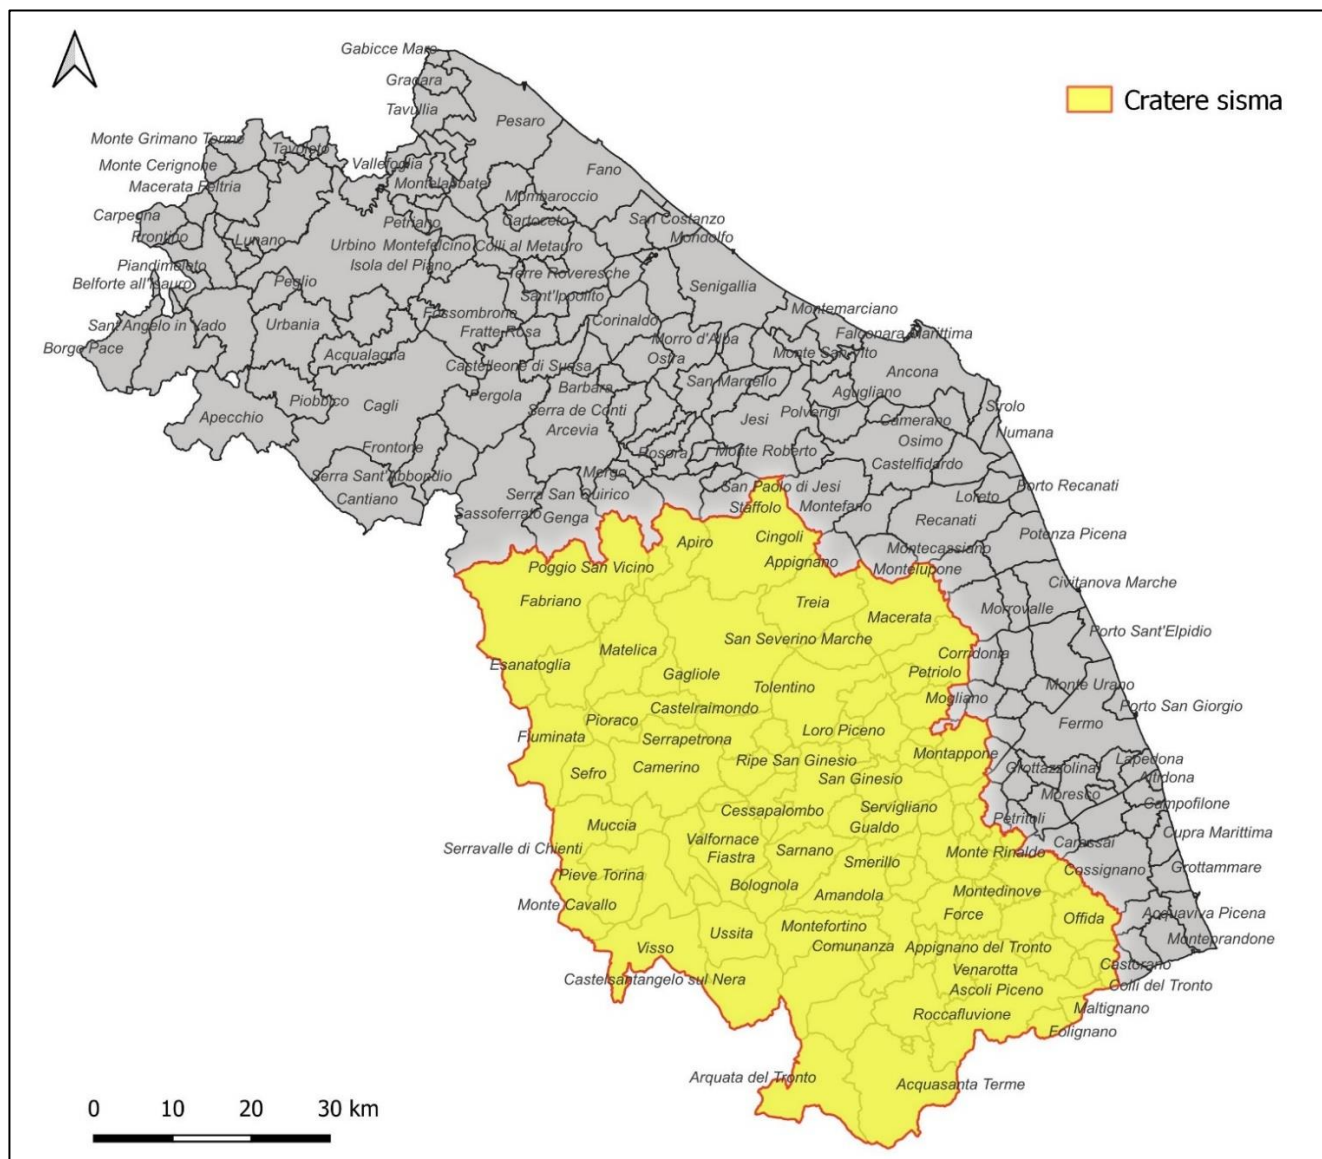 Gabicce Mare
Cratere sisma
Gradara
Tavullia
Pesaro
Monte Grimano Terme
Tavoleto
Monte Cerignone
Vallefoglia
Fano
Macerata Feltria
Montelabbate
Mombaroccio
Carpegna
Petriano
Cartoceto
San Costanzo
Frontino
Lunano
Urbino
Montefelcino
Colli al Metauro
Mondolfo
Piandimeleto
Isola del Piano
Belforte all'Isauro
Peglio
Terre Roveresche
Senigallia
Sant'Ippolito
Montemarciano
Sant'Angelo in Vado
Urbania
Fossombrone
Corinaldo
Fratte Rosa
Morro d'Alba
Falconara Marittima
Borgo Pace
Acqualagna
Ostra
Monte San Vito
Castelleone di Suasa
Ancona
Barbara
San Marcello
Agugliano
Piobbico
Cagli
Pergola
Apecchio
Serra de Conti
Jesi
Polverigi
Camerano
Sirolo
Arcevia
Numana
Frontone
Rosora
Monte Roberto
Osimo
Castelfidardo
Serra Sant'Abbondio
Mergo
Cantiano
Serra San Quirico
San Paolo di Jesi
Porto Recanati
Loreto
Sassoferrato
Genga
Staffolo
Montefano
Recanati
Apiro
Cingoli
Potenza Picena
Poggio San Vicino
Appignano
Montecassiano
Montelupone
Civitanova Marche
Fabriano
Treia
Macerata
Morrovalle
Matelica
San Severino Marche
Porto Sant'Elpidio
Esanatoglia
Corridonia
Gagliole
Petriolo
Tolentino
Mogliano
Monte Urano
Castelraimondo
Porto San Giorgio
Pioraco
Fermo
Fiuminata
Serrapetrona
Loro Piceno
Montappone
Sefro
Camerino
Ripe San Ginesio
Grottazzolina
Lapedona
San Ginesio
Altidona
Moresco
Campofilone
Muccia
Cessapalombo
Servigliano
Petritoli
Gualdo
Cupra Marittima
Serravalle di Chienti
Valfornace
Sarnano
Monte Rinaldo
Carassai
Fiastra
Smerillo
Cossignano
Grottammare
Pieve Torina
Bolognola
Amandola
Montedinove
Monte Cavallo
Force
Offida
Acquaviva Picena
Ussita
Montefortino
Monteprandone
Visso
Comunanza
Appignano del Tronto
Castorano
Castelsantangelo sul Nera
Venarotta
Colli del Tronto
Ascoli Piceno
Maltignano
Roccafluvione
Folignano
Arquata del Tronto
Acquasanta Terme
0 10 20 30 km